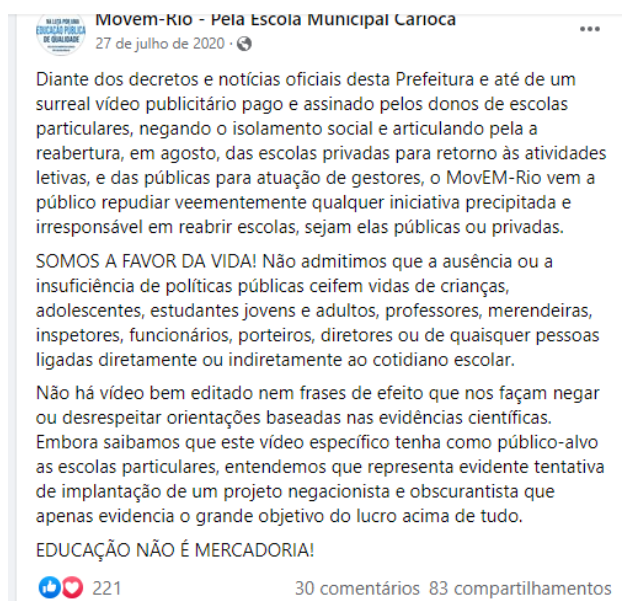 NA LUTA POR UMA
EDUCAÇÃO PÚBLICA
DE QUALIDADE
Movem-Rio - Pela Escola Municipal Carioca
27 de julho de 2020 ·
Diante dos decretos e notícias oficiais desta Prefeitura e até de um
surreal vídeo publicitário pago e assinado pelos donos de escolas
particulares, negando o isolamento social e articulando pela a
reabertura, em agosto, das escolas privadas para retorno às atividades
letivas, e das públicas para atuação de gestores, o MovEM-Rio vem a
público repudiar veementemente qualquer iniciativa precipitada e
irresponsável em reabrir escolas, sejam elas públicas ou privadas.
SOMOS A FAVOR DA VIDA! Não admitimos que a ausência ou a
insuficiência de políticas públicas ceifem vidas de crianças,
adolescentes, estudantes jovens e adultos, professores, merendeiras,
inspetores, funcionários, porteiros, diretores ou de quaisquer pessoas
ligadas diretamente ou indiretamente ao cotidiano escolar.
Não há vídeo bem editado nem frases de efeito que nos façam negar
ou desrespeitar orientações baseadas nas evidências científicas.
Embora saibamos que este vídeo específico tenha como público-alvo
as escolas particulares, entendemos que representa evidente tentativa
de implantação de um projeto negacionista e obscurantista que
apenas evidencia o grande objetivo do lucro acima de tudo.
EDUCAÇÃO NÃO É MERCADORIA!
221
30 comentários 83 compartilhamentos